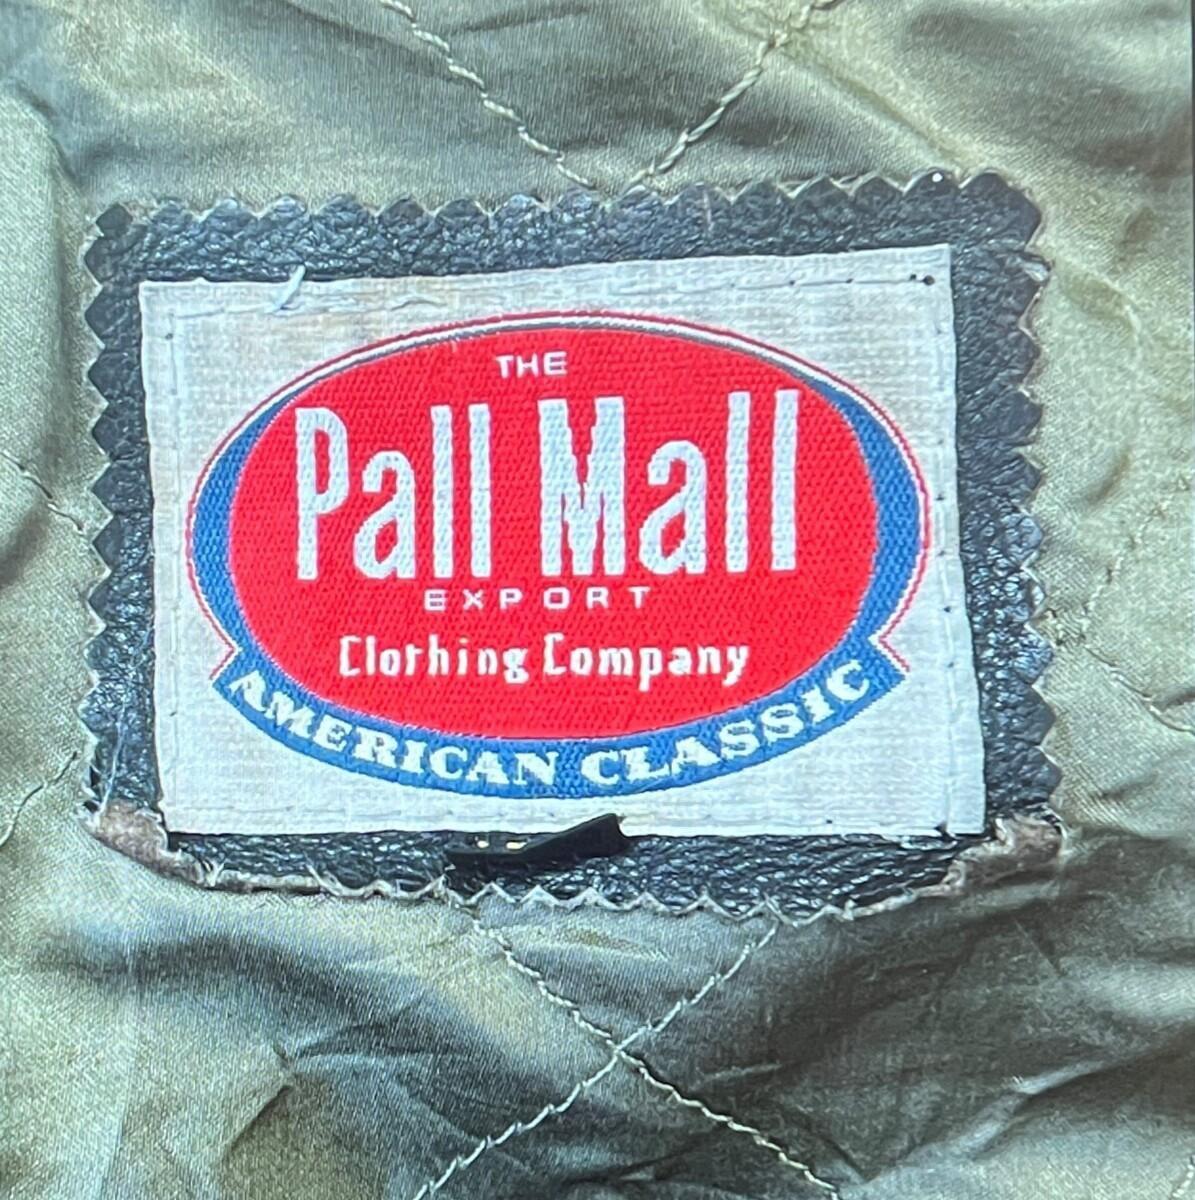 THE
Pall Mall
EXPORT
Clothing Company
AMERICAN CLASSIC